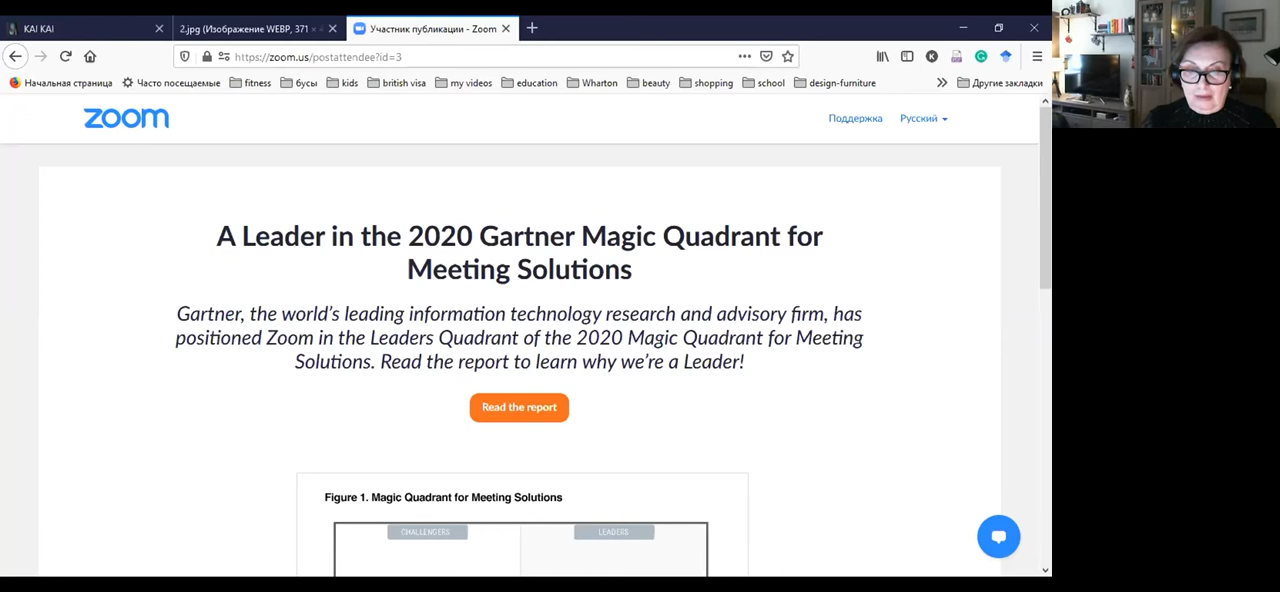 KAI KAI
2.jpg (Изображение WEBP, 371 ×
Участник публикации - Zoom
https://zoom.us/postattendee?id=3
Начальная страница
Часто посещаемые
fitness
бусы
kids
british visa
my videos
education
Wharton
beauty
shopping
school
design-furniture
Другие закладки
zoom
Поддержка
Русский
A Leader in the 2020 Gartner Magic Quadrant for
Meeting Solutions
Gartner, the world's leading information technology research and advisory firm, has
positioned Zoom in the Leaders Quadrant of the 2020 Magic Quadrant for Meeting
Solutions. Read the report to learn why we're a Leader!
Read the report
Figure 1. Magic Quadrant for Meeting Solutions
CHALLENGERS
LEADERS